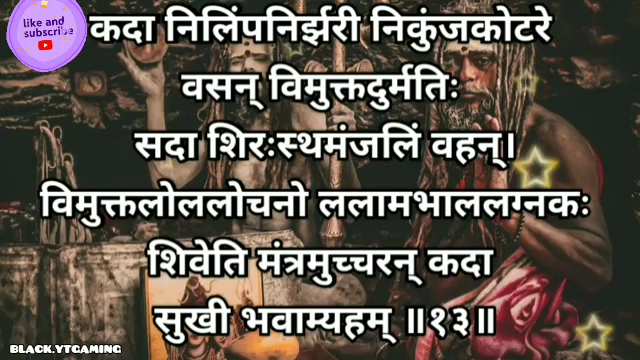 like and
subscribe
कदा निलिंपनिर्झरी निकुंजकोटरे
वसन् विमुक्तदुर्मतिः
सदा शिरःस्थमंजलिं वहन्।
विमुक्तलोललोचनो ललामभाललग्नकः
शिवेति मंत्रमुच्चरन् कदा
सुखी भवाम्यहम् ॥१३॥
BLACK.YTGAMING